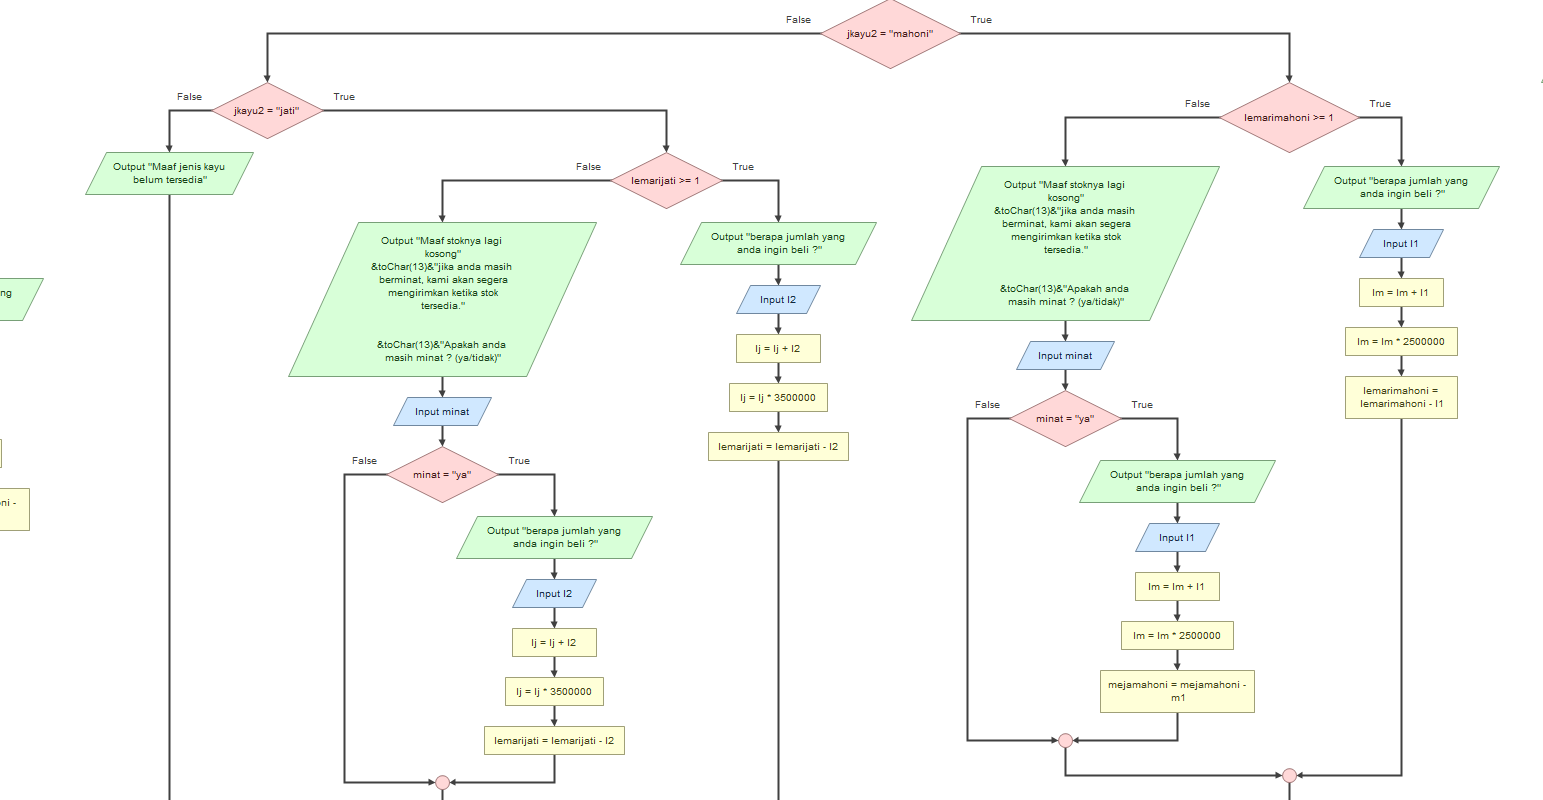 False
True
jkayu2 = "mahoni"
False
True
jkayu2 = "jati"
Output "Maaf jenis kayu
belum tersedia"
False
True
lemarijati >= 1
Output "Maaf stoknya lagi
kosong"
&toChar(13)&"jika anda masih
berminat, kami akan segera
mengirimkan ketika stok
tersedia."
&toChar(13)&"Apakah anda
masih minat ? (ya/tidak)"
Input minat
False
True
minat = "ya"
Output "berapa jumlah yang
anda ingin beli ?"
Input l2
lj = lj + l2
lj = lj * 3500000
lemarijati = lemarijati - l2
Output "berapa jumlah yang
anda ingin beli ?"
Input l2
lj = lj + l2
lj = lj * 3500000
lemarijati = lemarijati - l2
False
True
lemarimahoni >= 1
Output "Maaf stoknya lagi
kosong"
&toChar(13)&"jika anda masih
berminat, kami akan segera
mengirimkan ketika stok
tersedia."
&toChar(13)&"Apakah anda
masih minat ? (ya/tidak)"
Input minat
False
True
minat = "ya"
Output "berapa jumlah yang
anda ingin beli ?"
Input l1
lm = lm + l1
lm = lm * 2500000
mejamahoni = mejamahoni -
m1
Output "berapa jumlah yang
anda ingin beli ?"
Input l1
lm = lm + l1
lm = lm * 2500000
lemarimahoni =
lemarimahoni - l1
ng
ni -